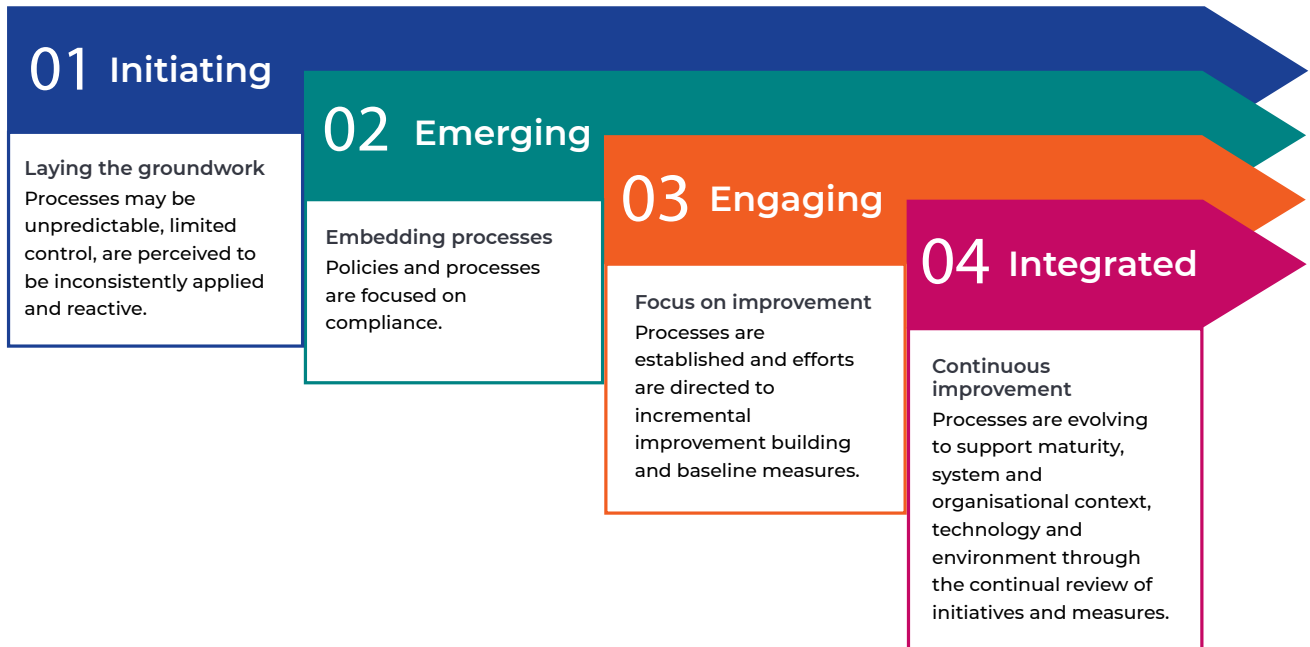 01 Initiating
Laying the groundwork
Processes may be
unpredictable, limited
control, are perceived to
be inconsistently applied
and reactive.
02 Emerging
Embedding processes
Policies and processes
are focused on
compliance.
03 Engaging
Focus on improvement
Processes are
established and efforts
are directed to
incremental
improvement building
and baseline measures.
04 Integrated
Continuous
improvement
Processes are evolving
to support maturity,
system and
organisational context,
technology and
environment through
the continual review of
initiatives and measures.